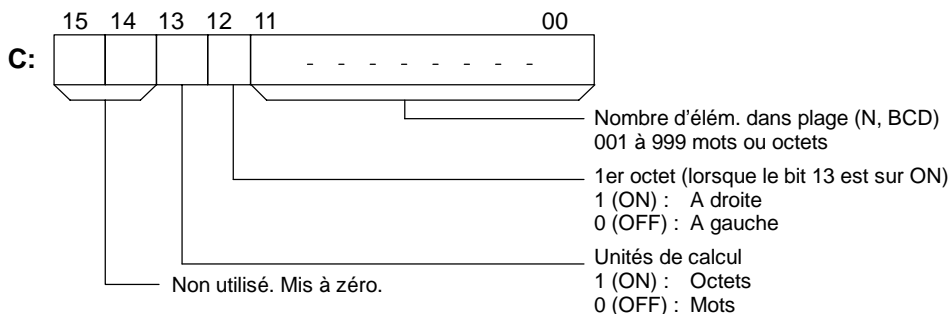 15 14 13 12 11 00
C: - - - - - - - -
Nombre d'élém. dans plage (N, BCD)
001 à 999 mots ou octets
1er octet (lorsque le bit 13 est sur ON)
1 (ON) : A droite
0 (OFF) : A gauche
Unités de calcul
1 (ON) : Octets
0 (OFF) : Mots
Non utilisé. Mis à zéro.